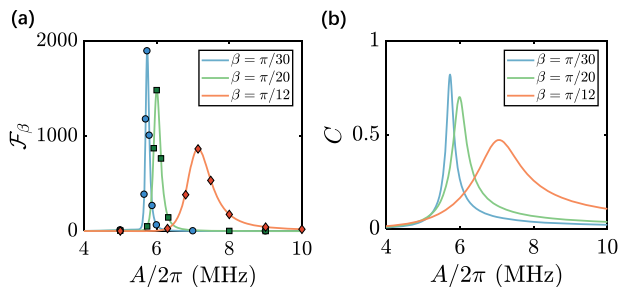 (a)
2000
1000
0
4
6
8
10
A/2π (MHz)
ℱ_β
β = π/30
β = π/20
β = π/12
(b)
1
0.5
0
4
6
8
10
A/2π (MHz)
C
β = π/30
β = π/20
β = π/12